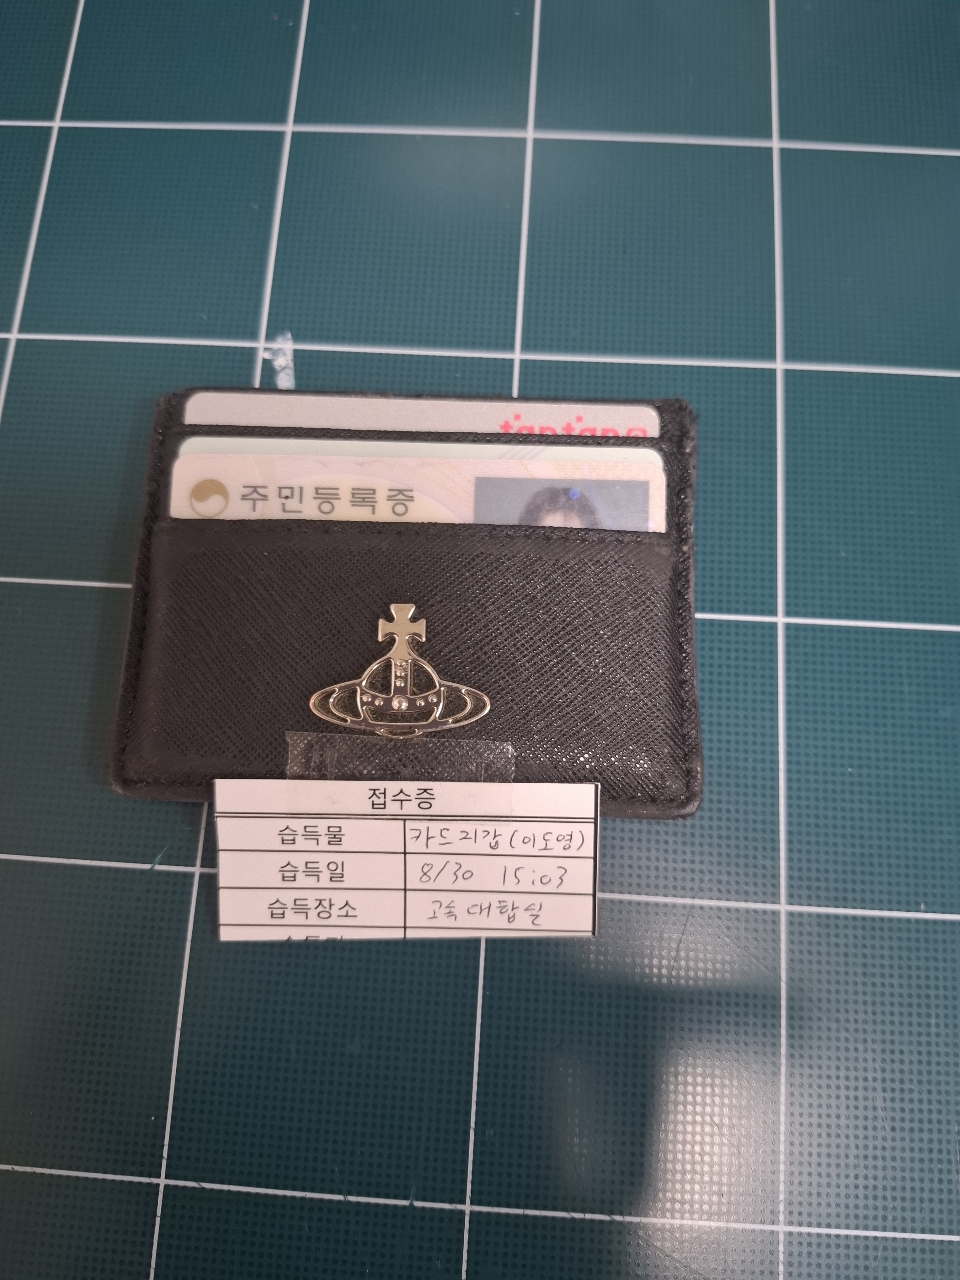 taptap
주민등록증
접수증
습득물 카드지갑 (이도영)
습득일 8/30 15:03
습득장소 고속대합실